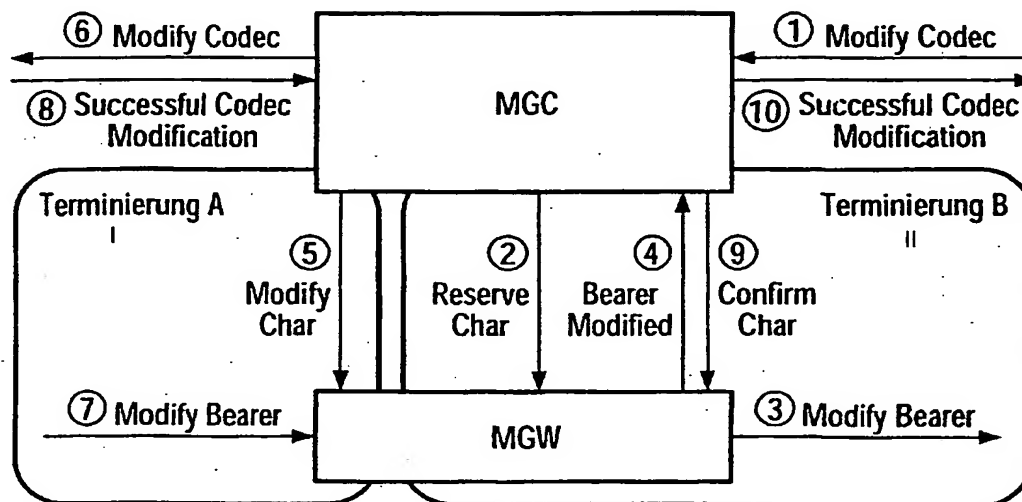 ⑥ Modify Codec
① Modify Codec
⑧ Successful Codec
Modification
MGC
⑩ Successful Codec
Modification
Terminierung A
I
Terminierung B
II
⑤
Modify
Char
②
Reserve
Char
④
Bearer
Modified
⑨
Confirm
Char
⑦ Modify Bearer
MGW
③ Modify Bearer